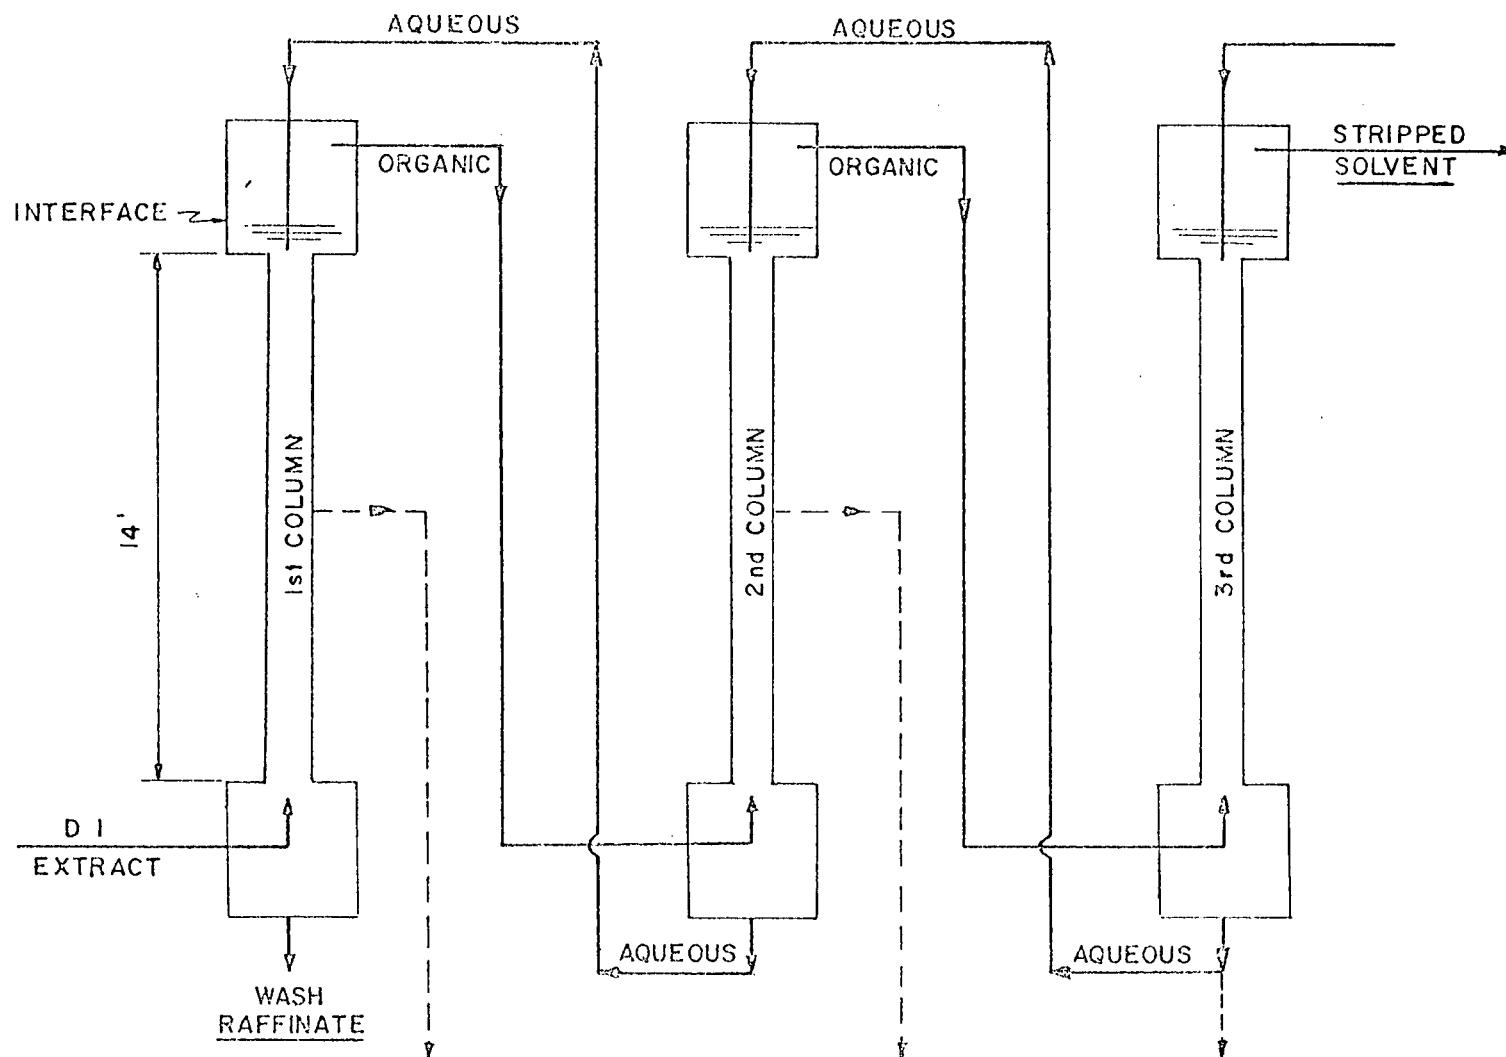 AQUEOUS
AQUEOUS
ORGANIC
ORGANIC
STRIPPED
SOLVENT
INTERFACE
14'
1st COLUMN
2nd COLUMN
3rd COLUMN
D I
EXTRACT
AQUEOUS
AQUEOUS
WASH
RAFFINATE